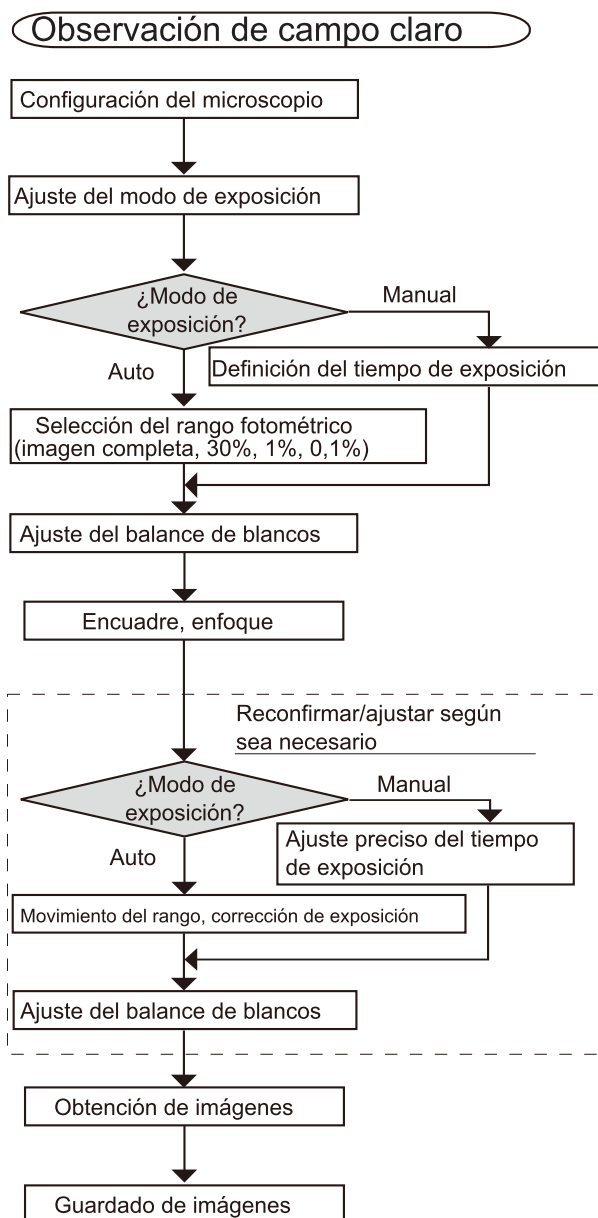 Observación de campo claro
Configuración del microscopio
Ajuste del modo de exposición
¿Modo de
exposición?
Manual
Auto
Definición del tiempo de exposición
Selección del rango fotométrico
(imagen completa, 30%, 1%, 0,1%)
Ajuste del balance de blancos
Encuadre, enfoque
Reconfirmar/ajustar según
sea necesario
¿Modo de
exposición?
Manual
Auto
Ajuste preciso del tiempo
de exposición
Movimiento del rango, corrección de exposición
Ajuste del balance de blancos
Obtención de imágenes
Guardado de imágenes